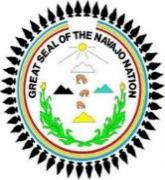 GREAT SEAL OF THE NAVAJO NATION